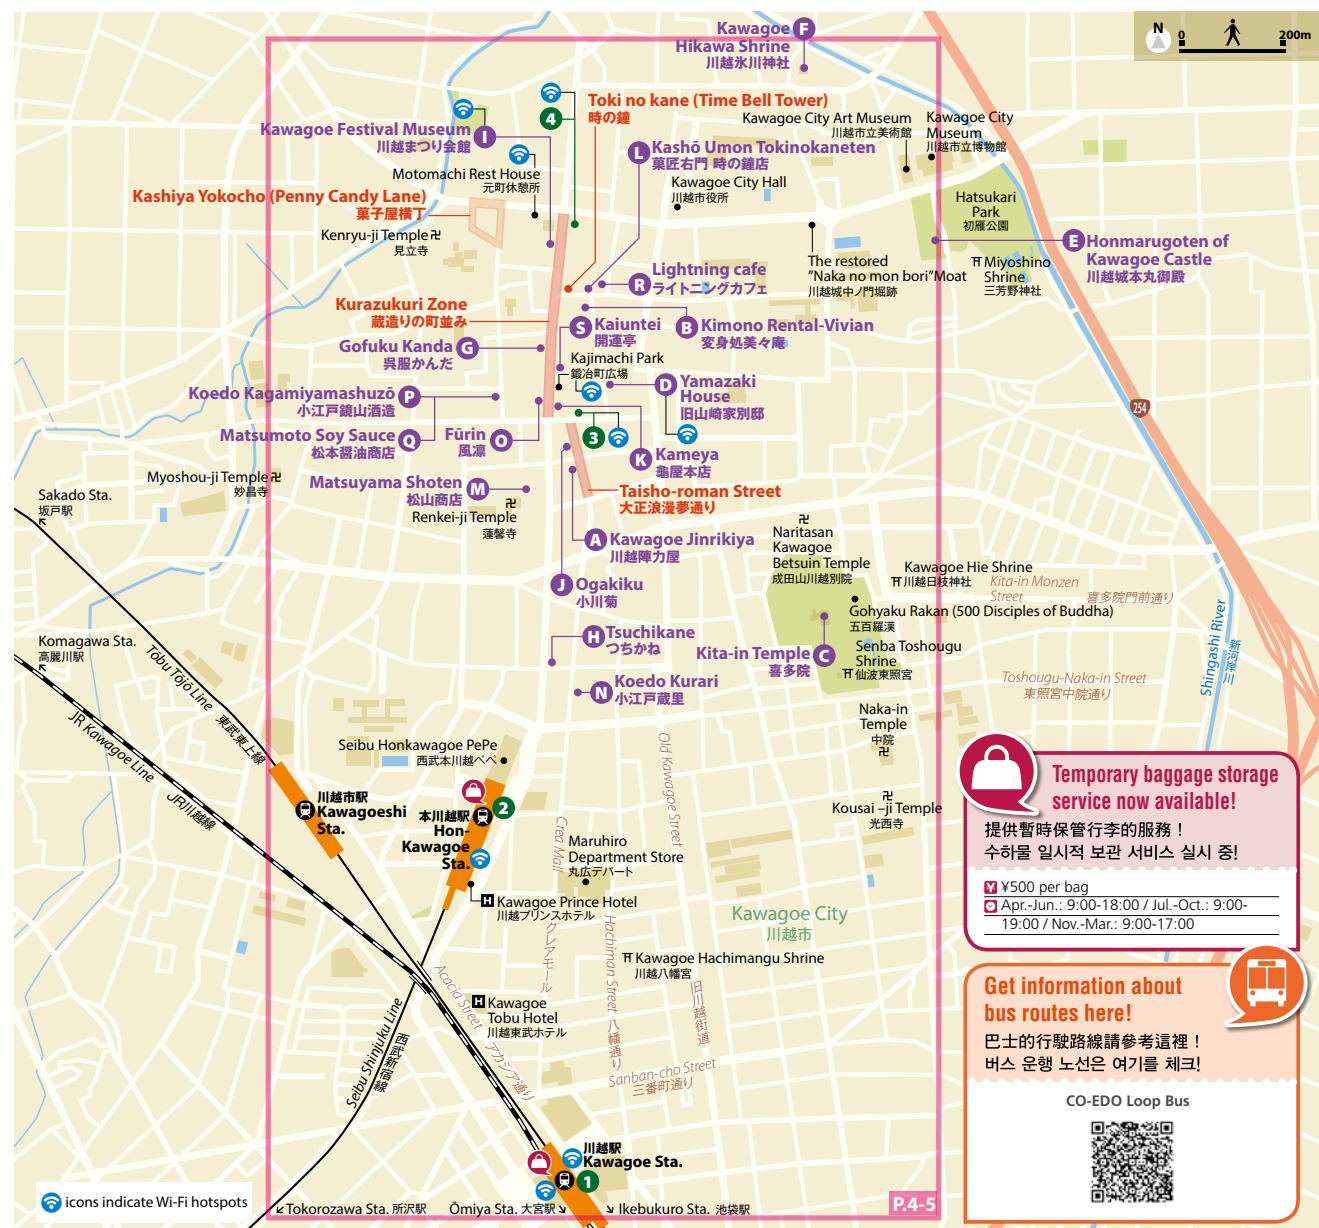 N
0
200m
Kawagoe
Hikawa Shrine
F
川越氷川神社
Toki no kane (Time Bell Tower)
時の鐘
4
Kawagoe City Art Museum
川越市立美術館
Kawagoe City
Museum
川越市立博物館
Kawagoe Festival Museum
川越まつり会館
I
L
Kashō Umon Tokinokaneten
菓匠右門 時の鐘店
Motomachi Rest House
元町休憩所
Kawagoe City Hall
川越市役所
Kashiya Yokocho (Penny Candy Lane)
菓子屋横丁
Hatsukari
Park
初雁公園
Kenryu-ji Temple卍
見立寺
E
Honmarugoten of
Kawagoe Castle
川越城本丸御殿
The restored
"Naka no mon bori"Moat
川越城中ノ門堀跡
Miyoshino
Shrine
三芳野神社
R
Lightning cafe
ライトニングカフェ
Kurazukuri Zone
蔵造りの町並み
S
Kaiuntei
開運亭
B
Kimono Rental-Vivian
変身処美々庵
Gofuku Kanda
呉服かんだ
G
Kajimachi Park
鍛冶町広場
Koedo Kagamiyamashuzō
小江戸鏡山酒造
P
D
Yamazaki
House
旧山崎家別邸
254
Matsumoto Soy Sauce
松本醤油商店
Q
Fūrin
風凛
O
3
K
Kameya
龜屋本店
Myoshou-ji Temple卍
妙昌寺
Matsuyama Shoten
松山商店
M
Taisho-roman Street
大正浪漫夢通り
Sakado Sta.
坂戸駅
卍
Renkei-ji Temple
蓮馨寺
卍
Naritasan
Kawagoe
Betsuin Temple
成田山川越別院
A
Kawagoe Jinrikiya
川越陣力屋
Kawagoe Hie Shrine
川越日枝神社
Kita-in Monzen
Street
喜多院門前通り
J
Ogakiku
小川菊
Gohyaku Rakan (500 Disciples of Buddha)
五百羅漢
Komagawa Sta.
高麗川駅
H
Tsuchikane
つちかね
Kita-in Temple
喜多院
C
Senba Toshougu
Shrine
仙波東照宮
Shingashi River
新河岸川
Tōbu Tōjō Line 東武東上線
N
Koedo Kurari
小江戸蔵里
Toshougu-Naka-in Street
東照宮中院通り
JR Kawagoe Line
JR川越線
Naka-in
Temple
中院
卍
Seibu Honkawagoe PePe
西武本川越ペペ
Old Kawagoe Street
旧川越街道
川越市駅
Kawagoeshi
Sta.
本川越駅
Hon-
Kawagoe
Sta.
2
卍
Kousai –ji Temple
光西寺
Crea Mall
クレアモール
Maruhiro
Department Store
丸広デパート
H
Kawagoe Prince Hotel
川越プリンスホテル
Kawagoe City
川越市
Hachiman Street 八幡通り
Kawagoe Hachimangu Shrine
川越八幡宮
Acacia Street アカシア通り
H
Kawagoe
Tobu Hotel
川越東武ホテル
Seibu Shinjuku Line
西武新宿線
Sanban-cho Street
三番町通り
川越駅
Kawagoe Sta.
1
icons indicate Wi-Fi hotspots
Tokorozawa Sta. 所沢駅
Ōmiya Sta. 大宮駅
Ikebukuro Sta. 池袋駅
P.4-5
Temporary baggage storage
service now available!
提供暫時保管行李的服務！
수하물 일시적 보관 서비스 실시 중!
¥ ¥500 per bag
Apr.-Jun.: 9:00-18:00 / Jul.-Oct.: 9:00-
19:00 / Nov.-Mar.: 9:00-17:00
Get information about
bus routes here!
巴士的行駛路線請參考這裡！
버스 운행 노선은 여기를 체크!
CO-EDO Loop Bus